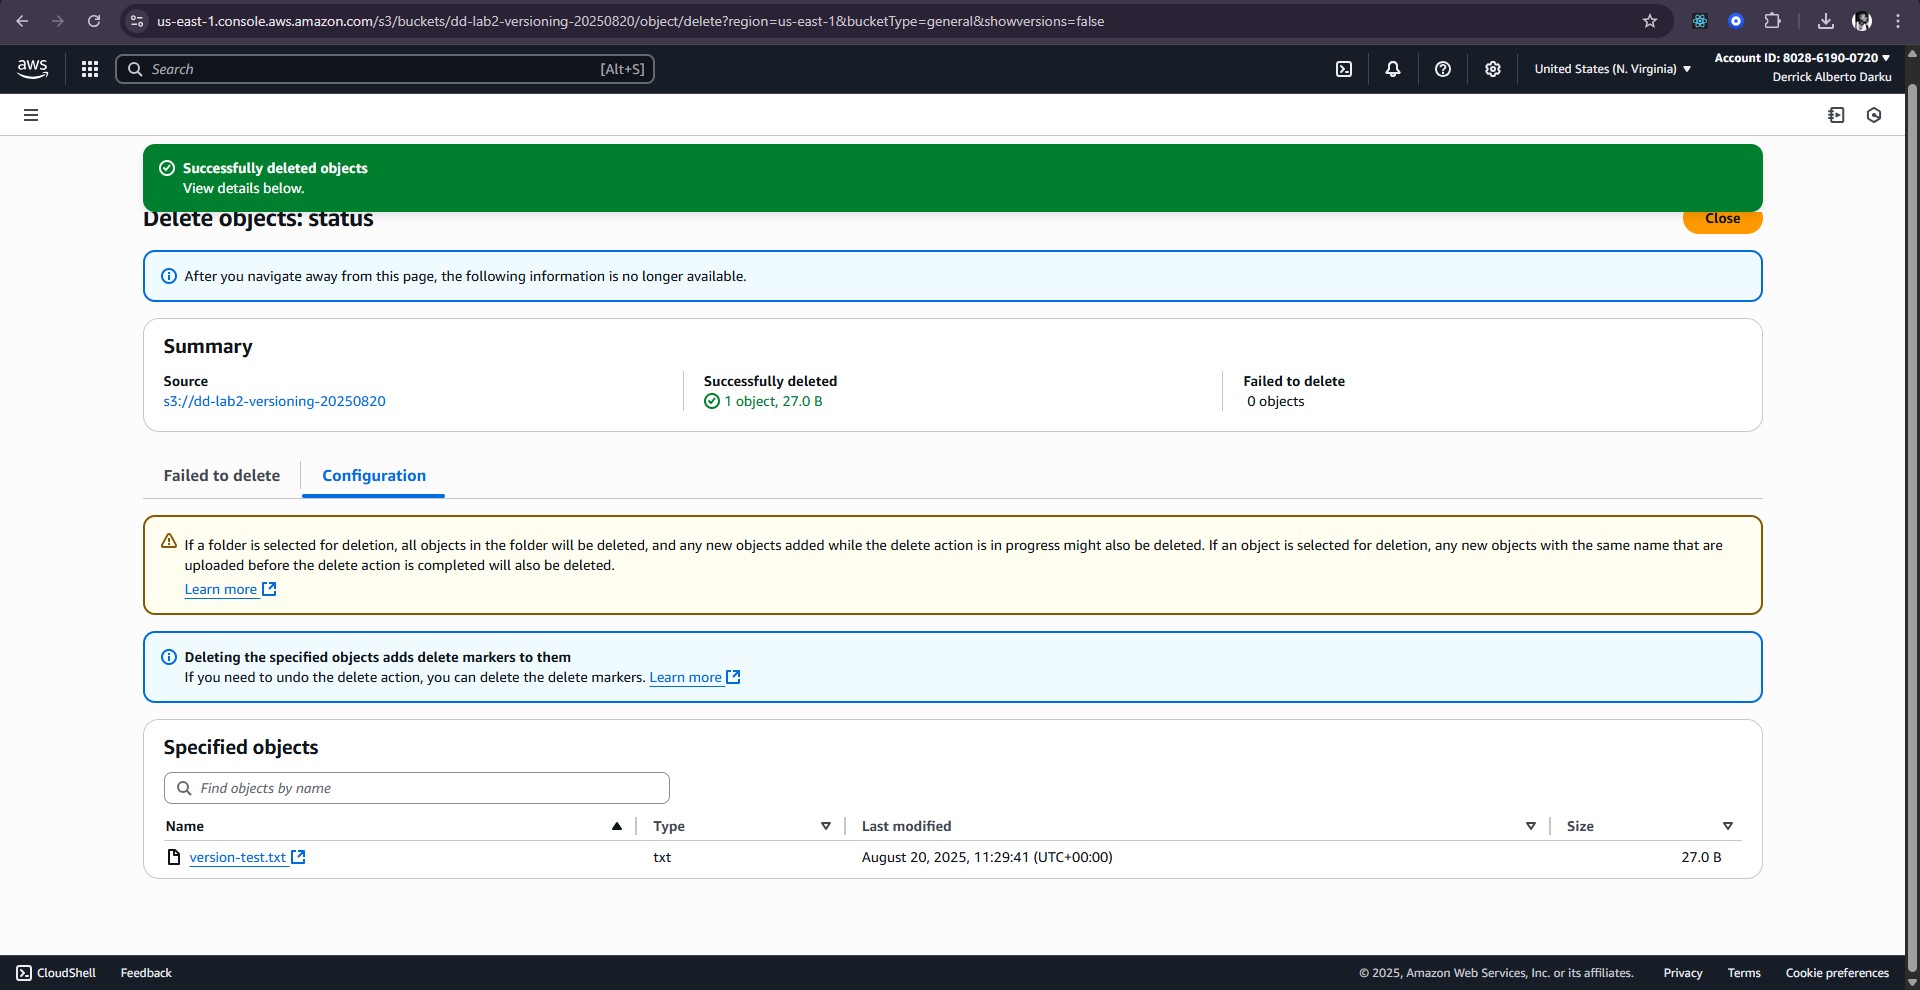 us-east-1.console.aws.amazon.com/s3/buckets/dd-lab2-versioning-20250820/object/delete?region=us-east-1&bucketType=general&showversions=false
aws
Search
[Alt+S]
United States (N. Virginia)
Account ID: 8028-6190-0720
Derrick Alberto Darku
Successfully deleted objects
View details below.
Delete objects: status
Close
After you navigate away from this page, the following information is no longer available.
Summary
Source
s3://dd-lab2-versioning-20250820
Successfully deleted
1 object, 27.0 B
Failed to delete
0 objects
Failed to delete
Configuration
If a folder is selected for deletion, all objects in the folder will be deleted, and any new objects added while the delete action is in progress might also be deleted. If an object is selected for deletion, any new objects with the same name that are
uploaded before the delete action is completed will also be deleted.
Learn more
Deleting the specified objects adds delete markers to them
If you need to undo the delete action, you can delete the delete markers. Learn more
Specified objects
Find objects by name
Name
Type
Last modified
Size
version-test.txt
txt
August 20, 2025, 11:29:41 (UTC+00:00)
27.0 B
CloudShell
Feedback
© 2025, Amazon Web Services, Inc. or its affiliates.
Privacy
Terms
Cookie preferences